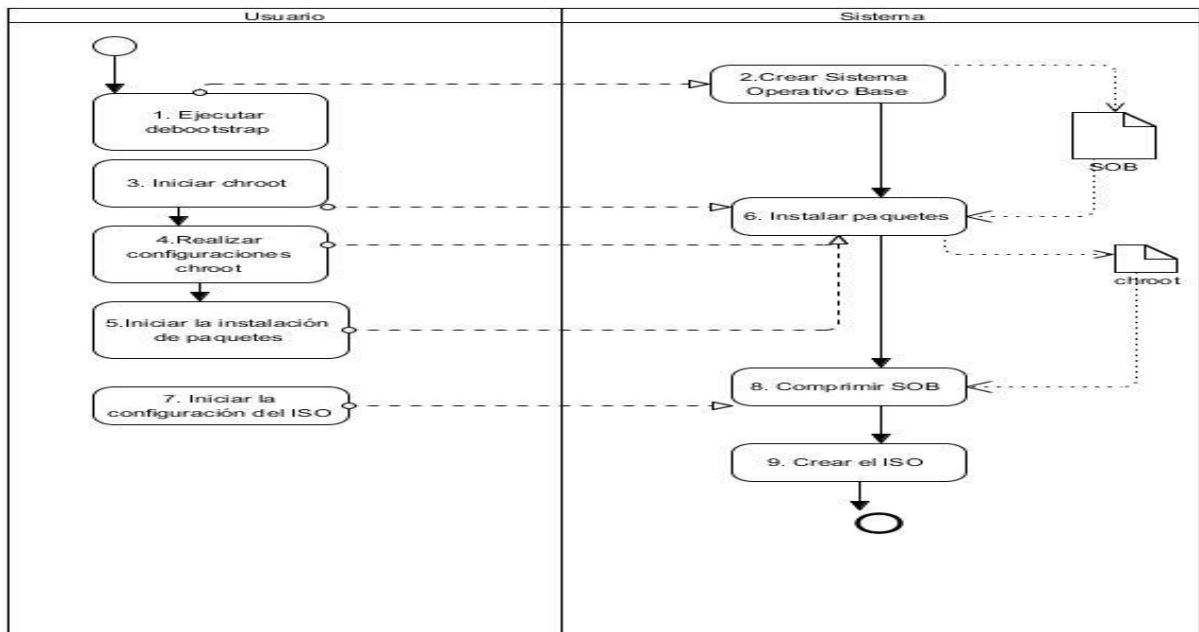 Usuario
Sistema
1. Ejecutar
debootstrap
2.Crear Sistema
Operativo Base
SOB
3. Iniciar chroot
4.Realizar
configuraciones
chroot
5.Iniciar la instalación
de paquetes
6. Instalar paquetes
chroot
7. Iniciar la
configuración del ISO
8. Comprimir SOB
9. Crear el ISO